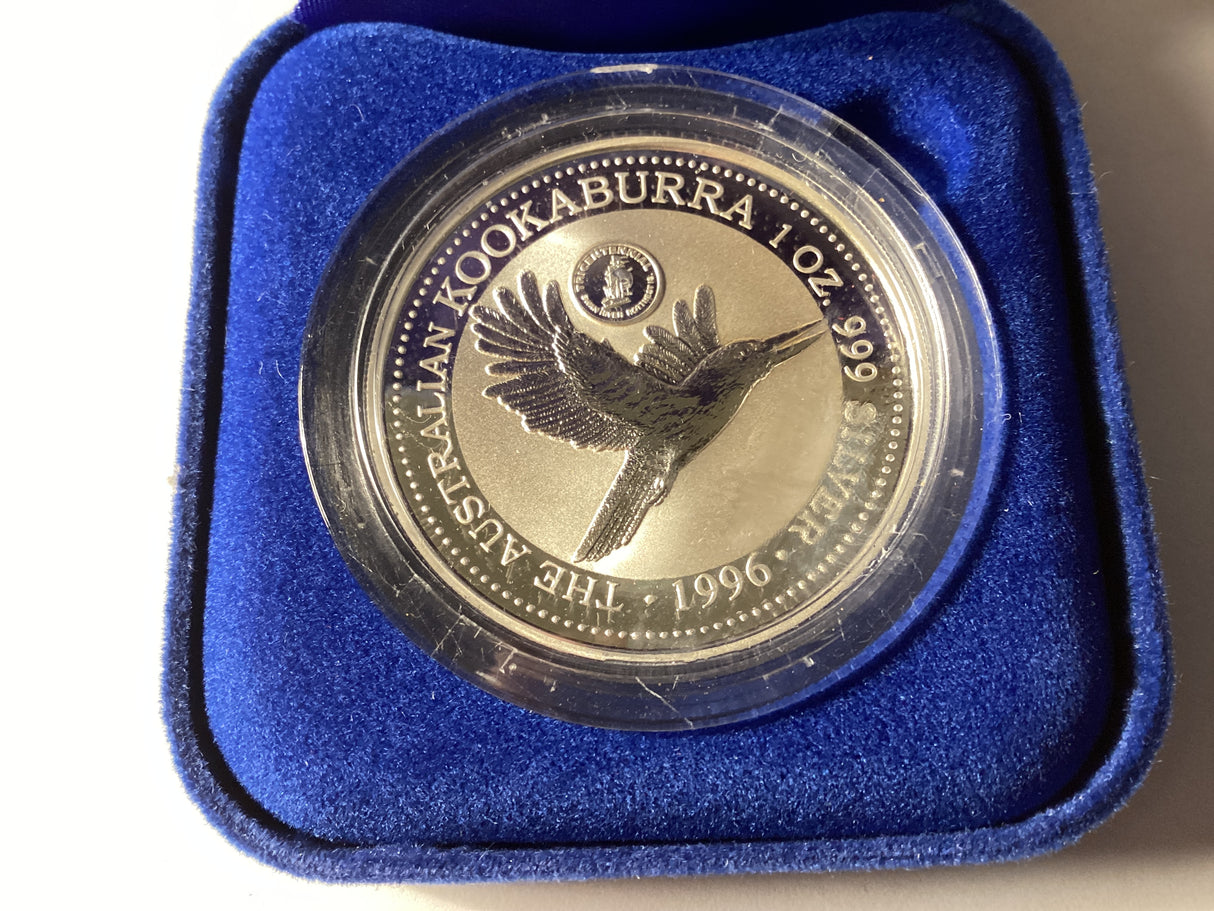 THE AUSTRALIAN KOOKABURRA 1 OZ. 999 SILVER · 1996 ·